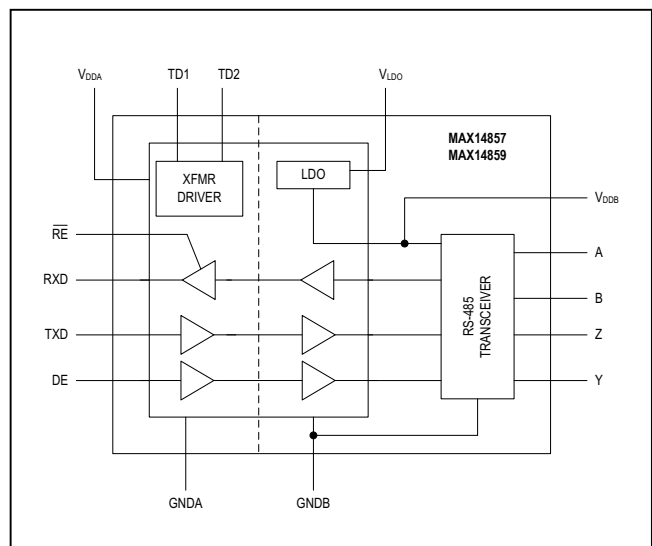 VDDA
TD1
TD2
VLDO
MAX14857
MAX14859
XFMR
DRIVER
LDO
VDDB
RE
A
RXD
B
RS-485
TRANSCEIVER
TXD
Z
DE
Y
GNDA
GNDB